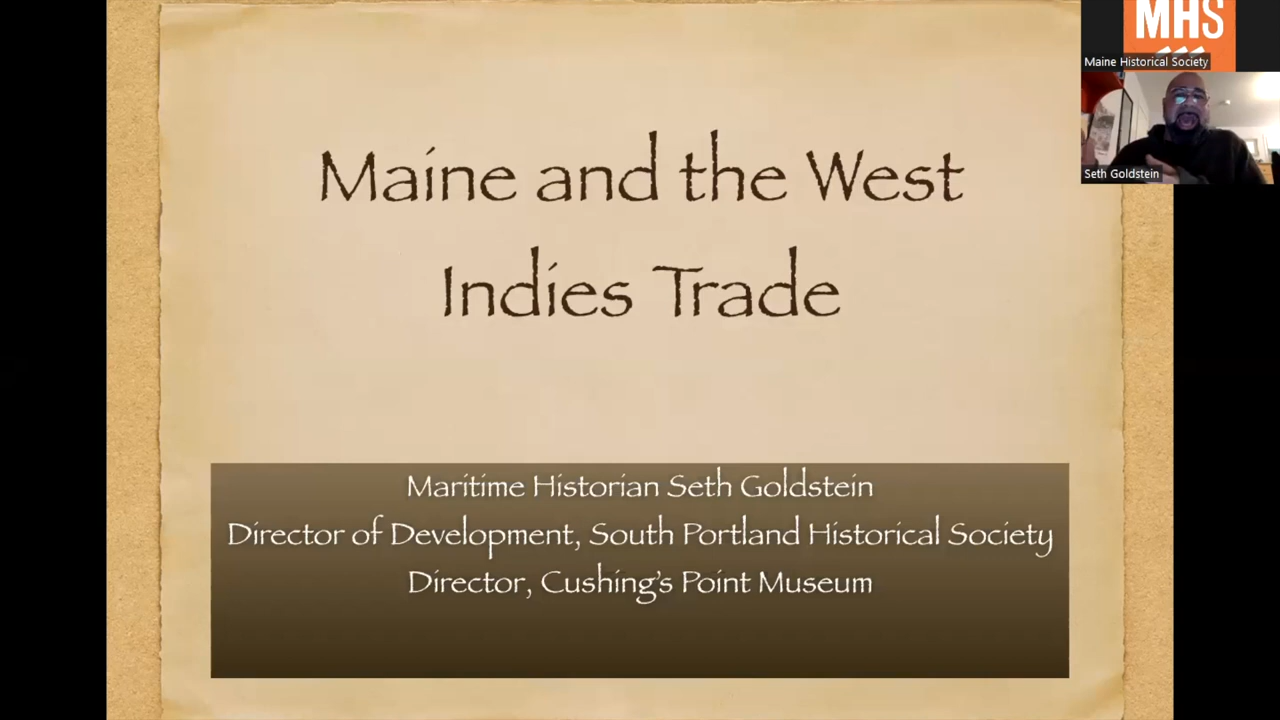 MHS
Maine Historical Society
Seth Goldstein
Maine and the West
Indies Trade
Maritime Historian Seth Goldstein
Director of Development, South Portland Historical Society
Director, Cushing's Point Museum